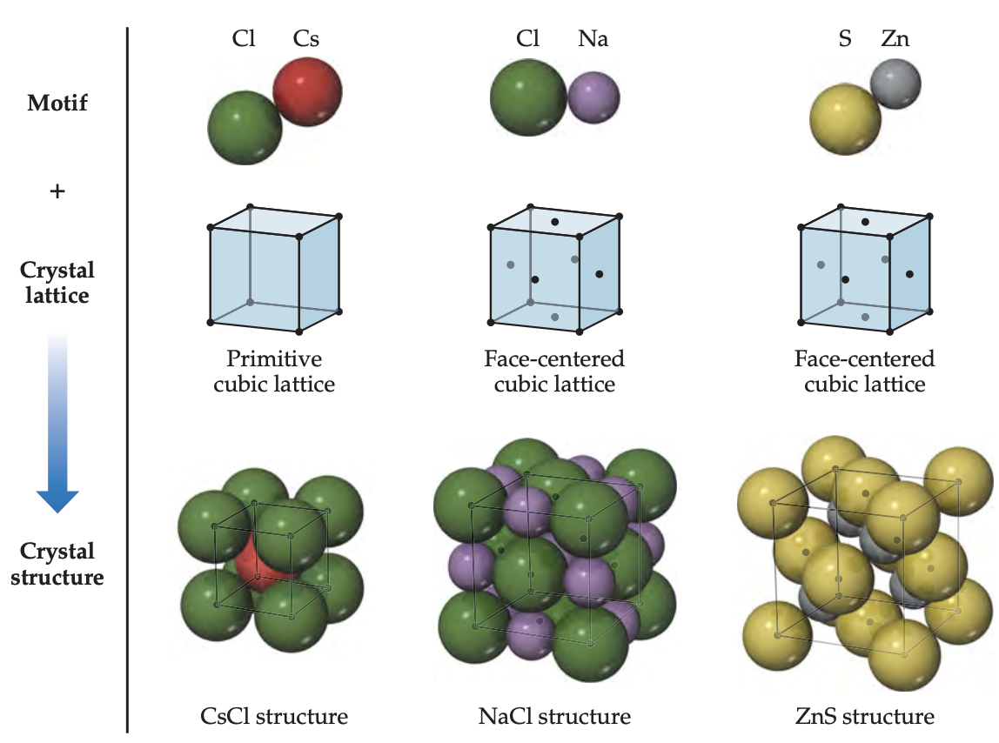 Cl Cs
Cl Na
S Zn
Motif
+
Crystal
lattice
Primitive
cubic lattice
Face-centered
cubic lattice
Face-centered
cubic lattice
Crystal
structure
CsCl structure
NaCl structure
ZnS structure